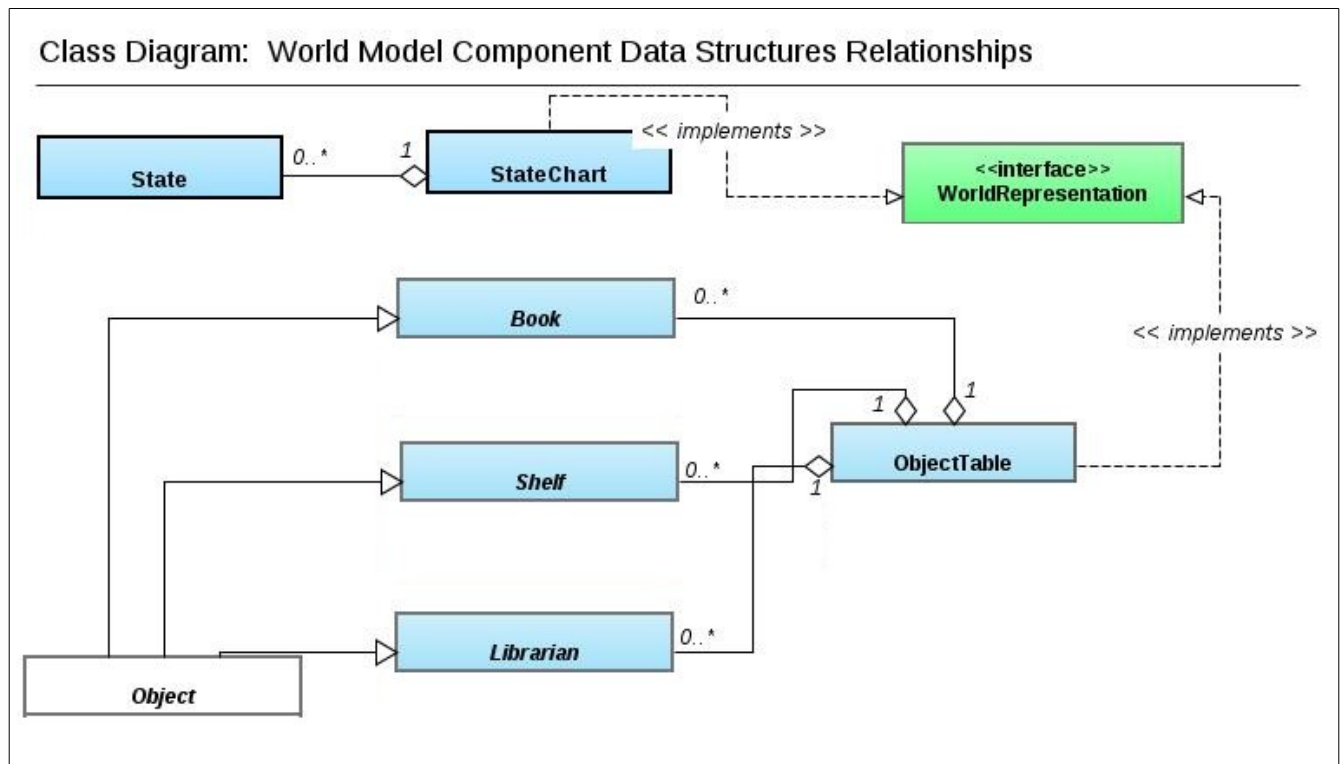 Class Diagram:  World Model Component Data Structures Relationships
<< implements >>
0..*
1
State
StateChart
<<interface>>
WorldRepresentation
0..*
Book
<< implements >>
1
1
ObjectTable
Shelf
0..*
1
Librarian
0..*
Object